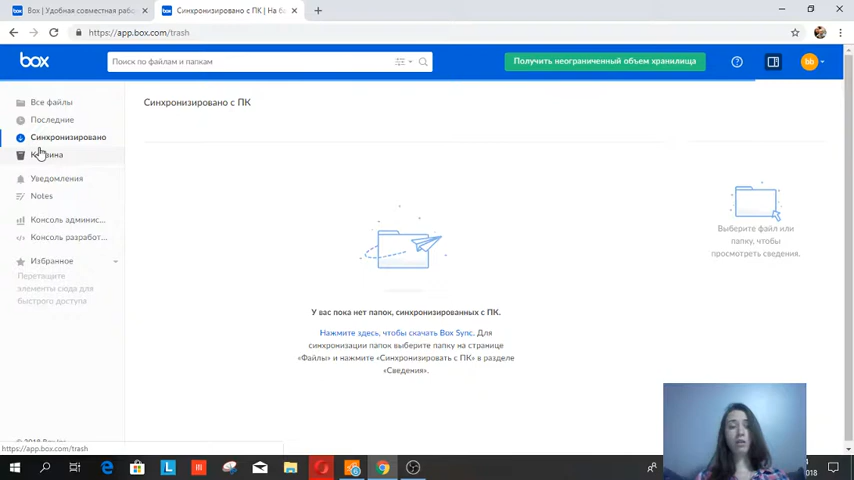 Box | Удобная совместная рабо
Синхронизировано с ПК | На б
https://app.box.com/trash
box
Поиск по файлам и папкам
Получить неограниченный объем хранилища
bb
Все файлы
Последние
Синхронизировано
Уведомления
Notes
Консоль админис...
Консоль разработ...
Избранное
Перетащите
элементы сюда для
быстрого доступа
Синхронизировано с ПК
У вас пока нет папок, синхронизированных с ПК.
Нажмите здесь, чтобы скачать Box Sync. Для
синхронизации папок выберите папку на странице
«Файлы» и нажмите «Синхронизировать с ПК» в разделе
«Сведения».
Выберите файл или
папку, чтобы
просмотреть сведения.
https://app.box.com/trash
L
6